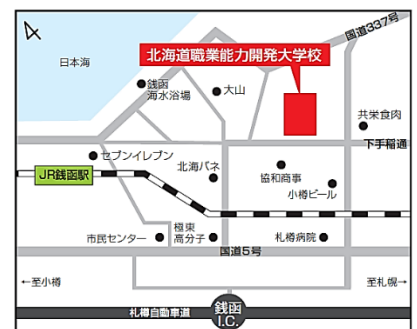 国道337号
北海道職業能力開発大学校
日本海
銭函
海水浴場
大山
共栄食肉
下手稲通
セブンイレブン
JR銭函駅
北海バネ
協和商事
小樽ビール
市民センター
極東
高分子
札樽病院
国道5号
←至小樽
至札幌→
札樽自動車道
銭函
I.C.